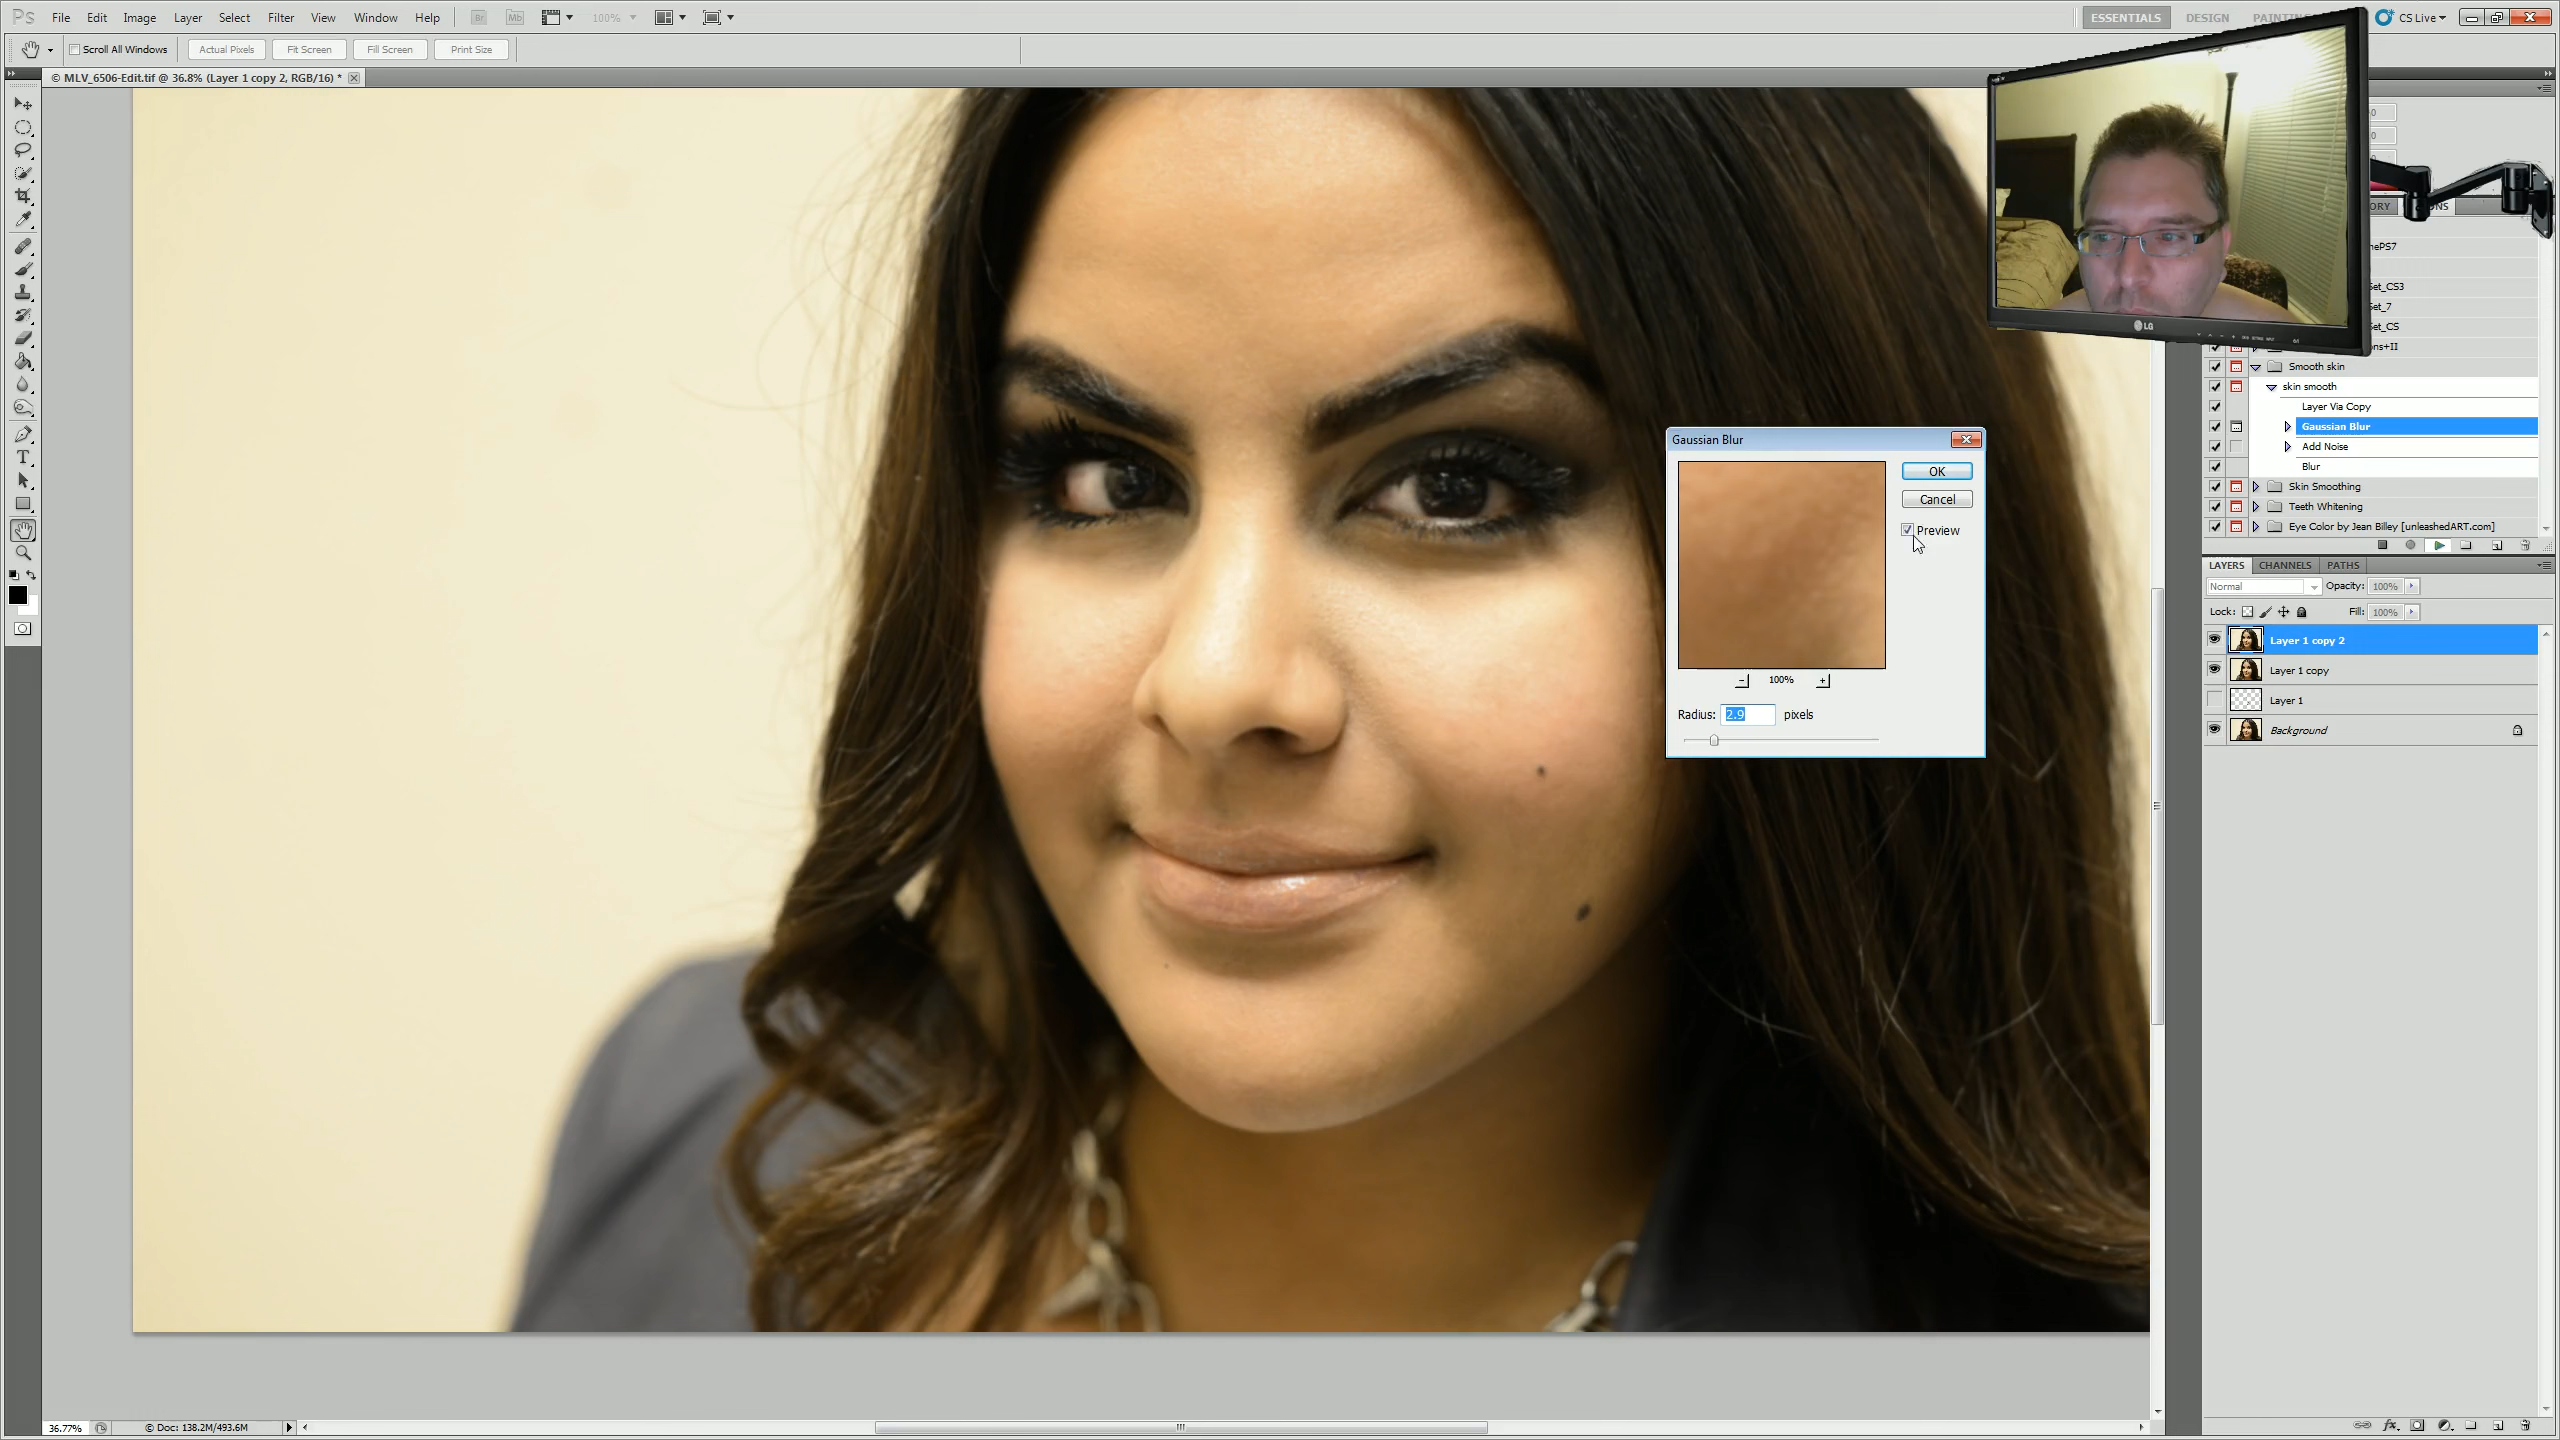 Ps File Edit Image Layer Select Filter View Window Help Br Mb 100% ESSENTIALS DESIGN CS Live
Scroll All Windows Actual Pixels Fit Screen Fill Screen Print Size
© MLV_6506-Edit.tif @ 36.8% (Layer 1 copy 2, RGB/16) *
LG
Smooth skin
skin smooth
Layer Via Copy
Gaussian Blur
Add Noise
Blur
Skin Smoothing
Teeth Whitening
Eye Color by Jean Billey [unleashedART.com]
Gaussian Blur
OK
Cancel
Preview
100%
Radius: 2.9 pixels
LAYERS CHANNELS PATHS
Normal Opacity: 100%
Lock: Fill: 100%
Layer 1 copy 2
Layer 1 copy
Layer 1
Background
36.77% © Doc: 138.2M/493.6M